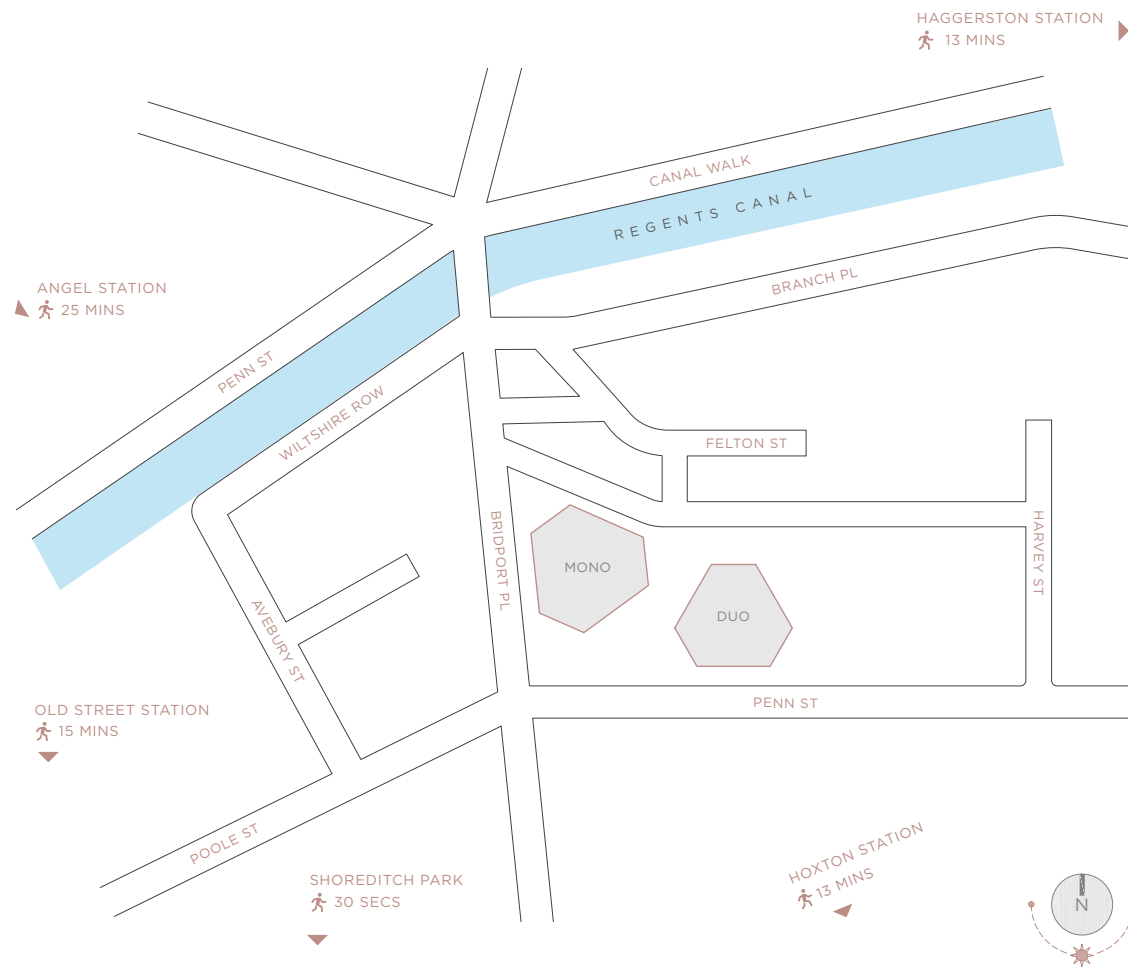 HAGGERSTON STATION
13 MINS
CANAL WALK
REGENTS CANAL
BRANCH PL
ANGEL STATION
25 MINS
PENN ST
WILTSHIRE ROW
FELTON ST
BRIDPORT PL
HARVEY ST
MONO
DUO
AVEBURY ST
PENN ST
OLD STREET STATION
15 MINS
POOLE ST
SHOREDITCH PARK
30 SECS
HOXTON STATION
13 MINS
N